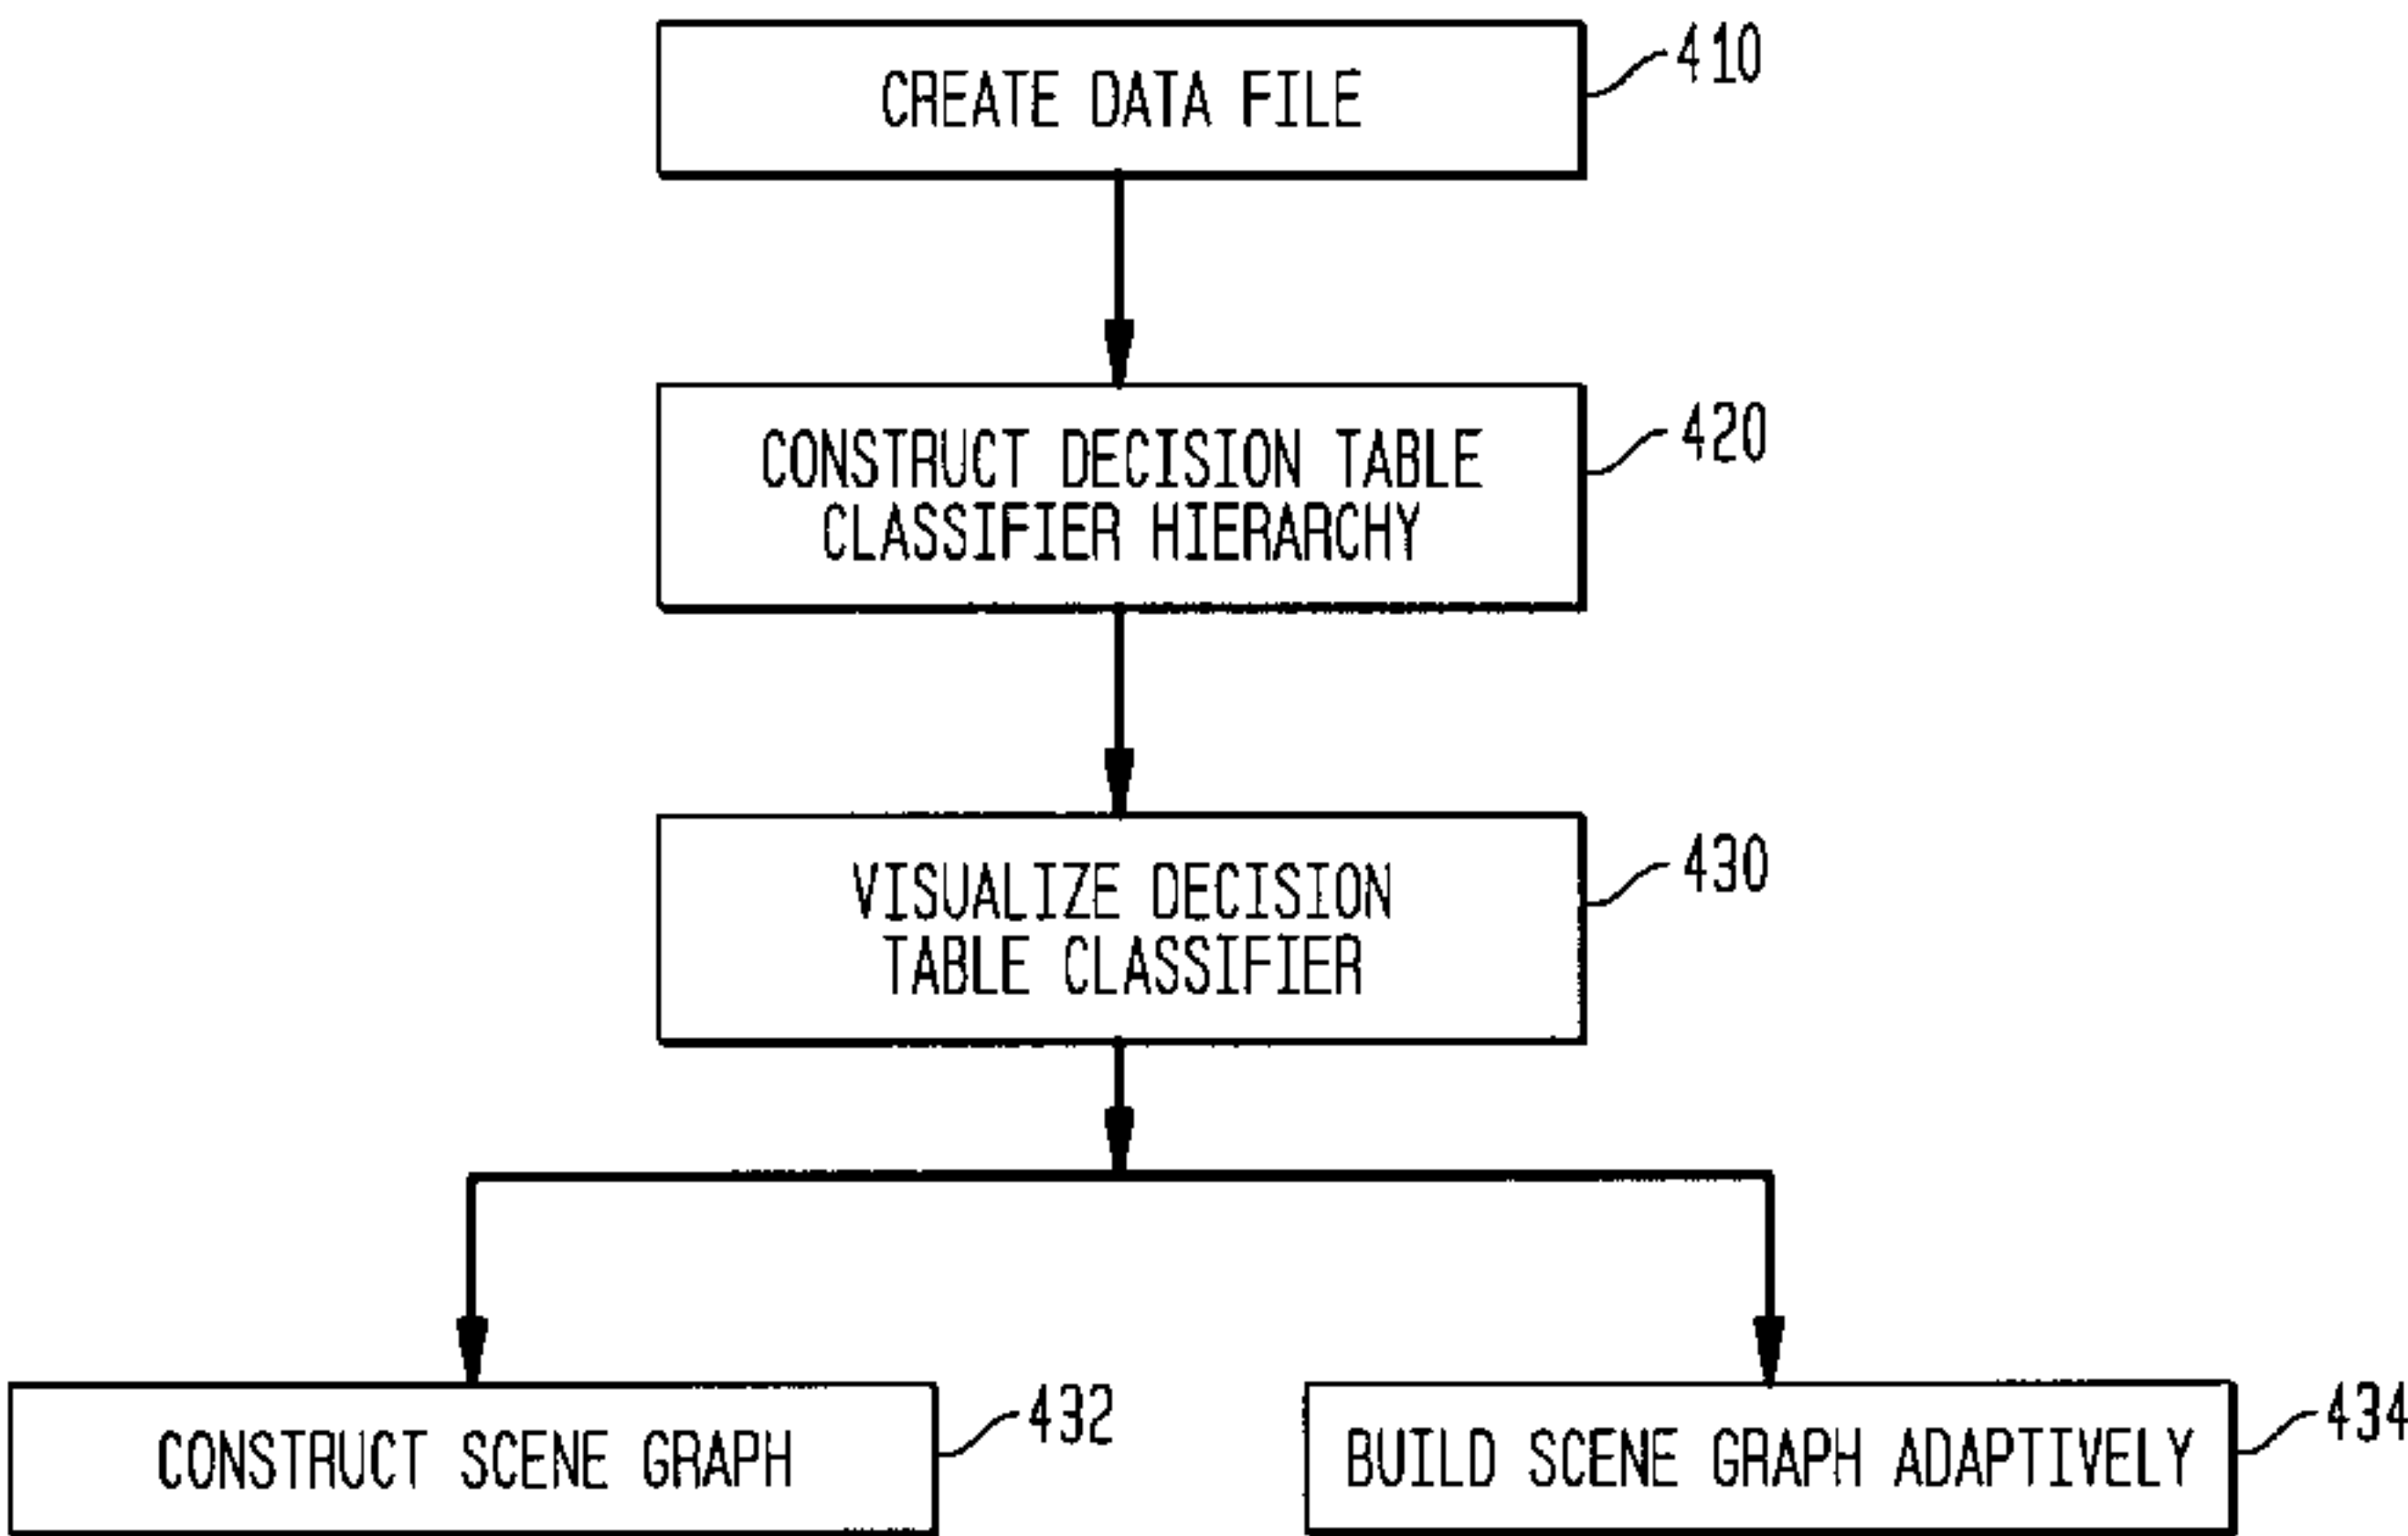 CREATE DATA FILE
410
CONSTRUCT DECISION TABLE
CLASSIFIER HIERARCHY
420
VISUALIZE DECISION
TABLE CLASSIFIER
430
CONSTRUCT SCENE GRAPH
432
BUILD SCENE GRAPH ADAPTIVELY
434